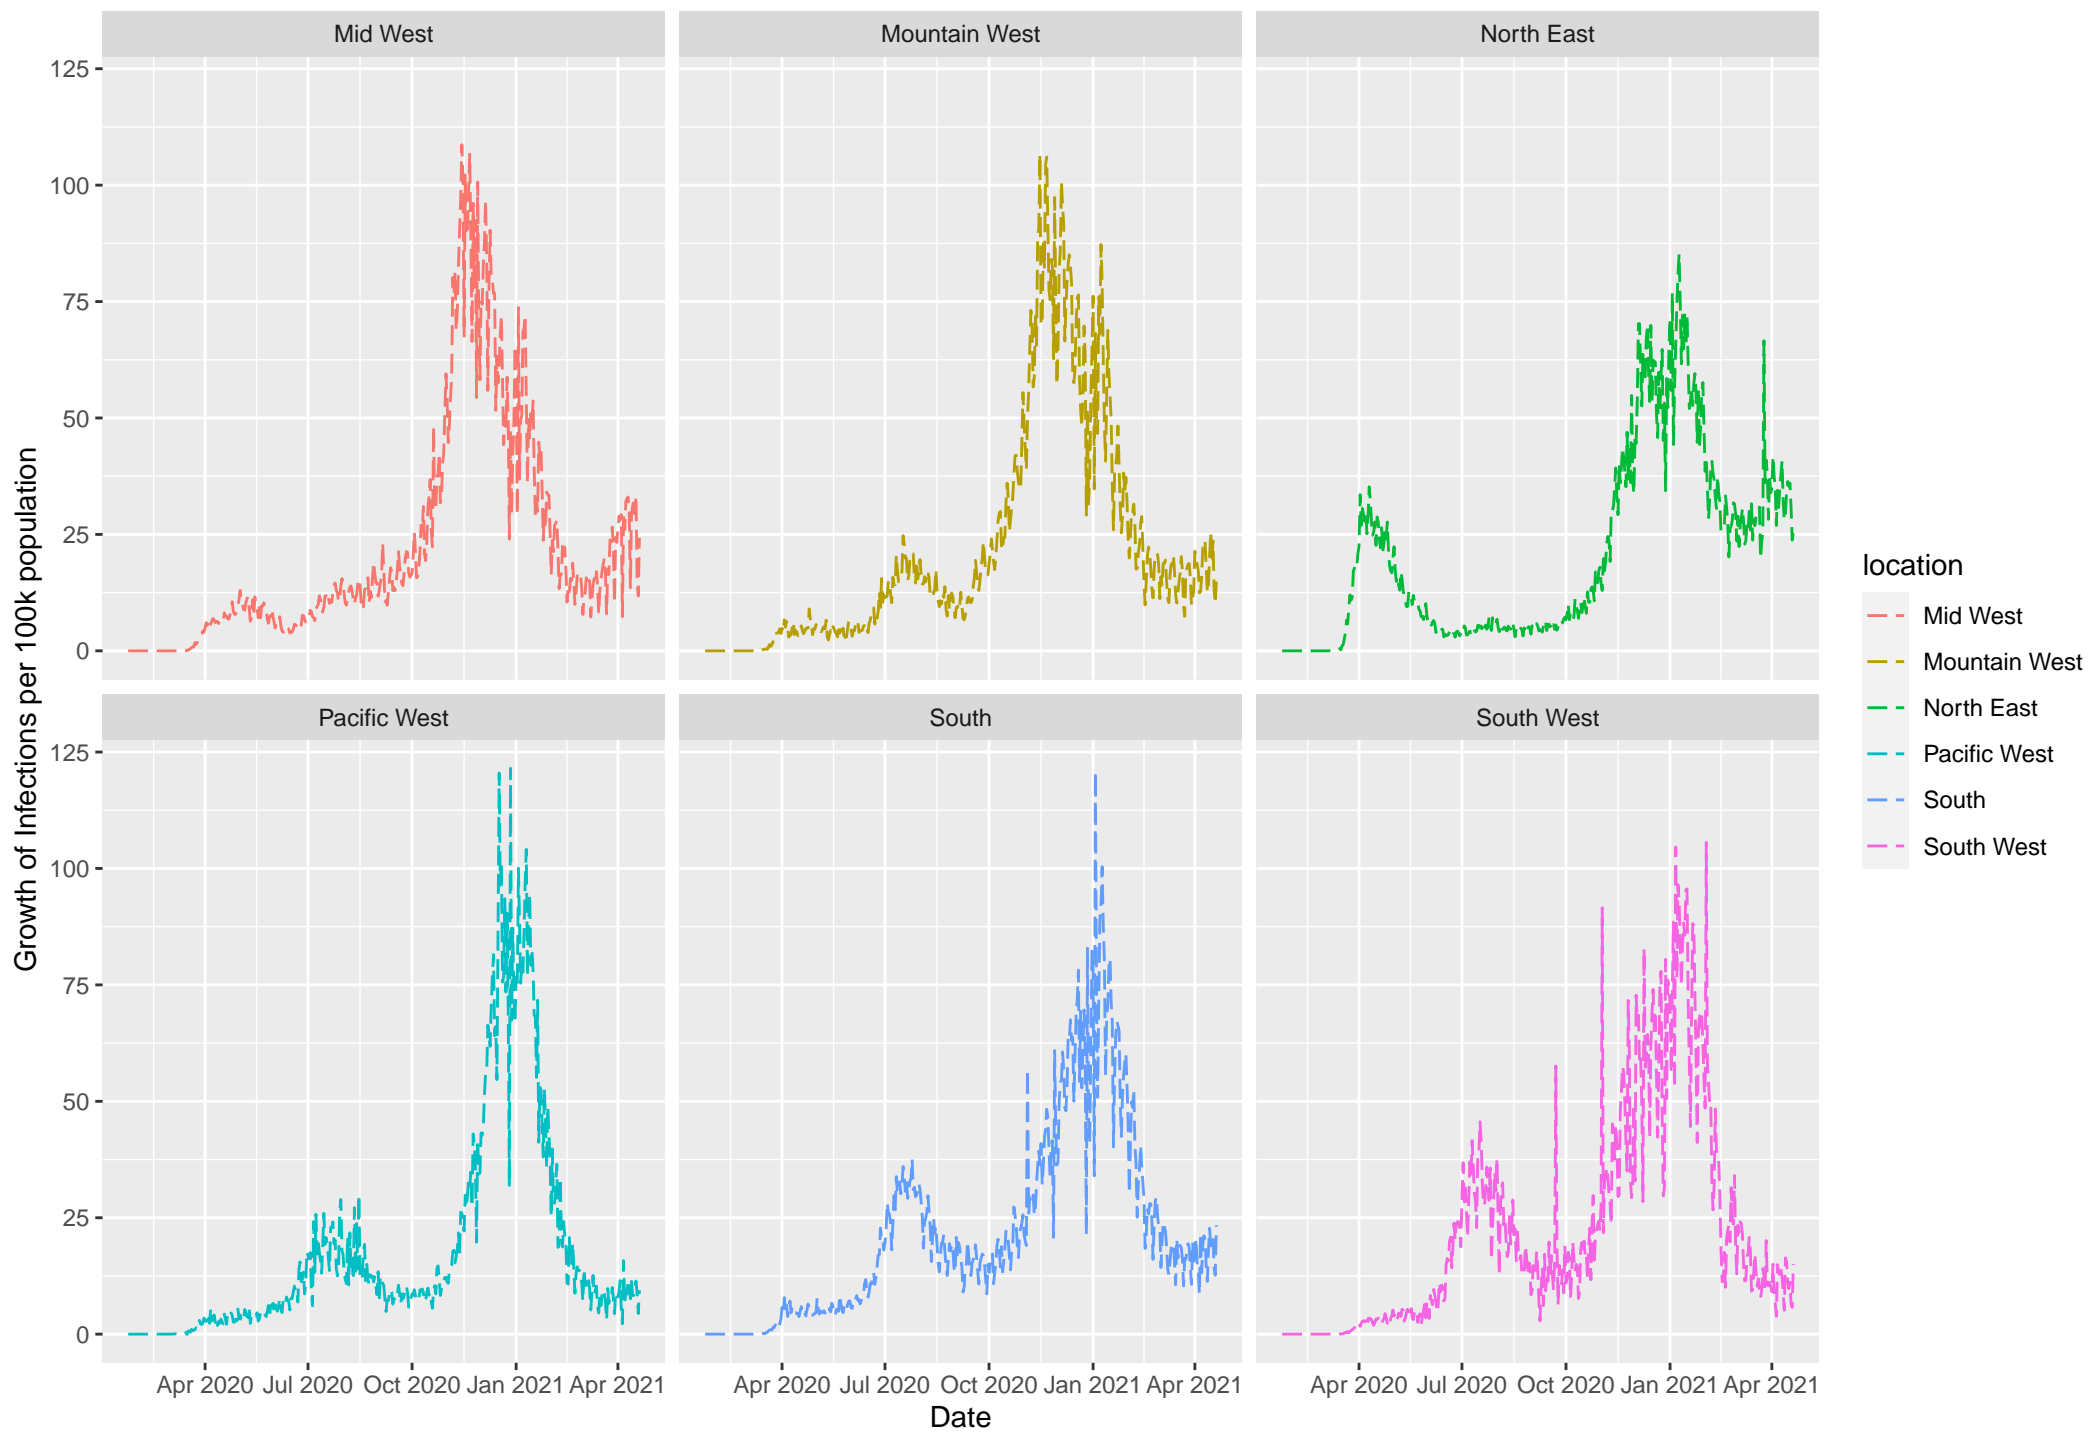 Mid West
Mountain West
North East
125
100
75
50
25
0
Pacific West
South
South West
125
100
75
50
25
0
Apr 2020 Jul 2020 Oct 2020 Jan 2021 Apr 2021
Apr 2020 Jul 2020 Oct 2020 Jan 2021 Apr 2021
Apr 2020 Jul 2020 Oct 2020 Jan 2021 Apr 2021
Date
Growth of Infections per 100k population
location
Mid West
Mountain West
North East
Pacific West
South
South West